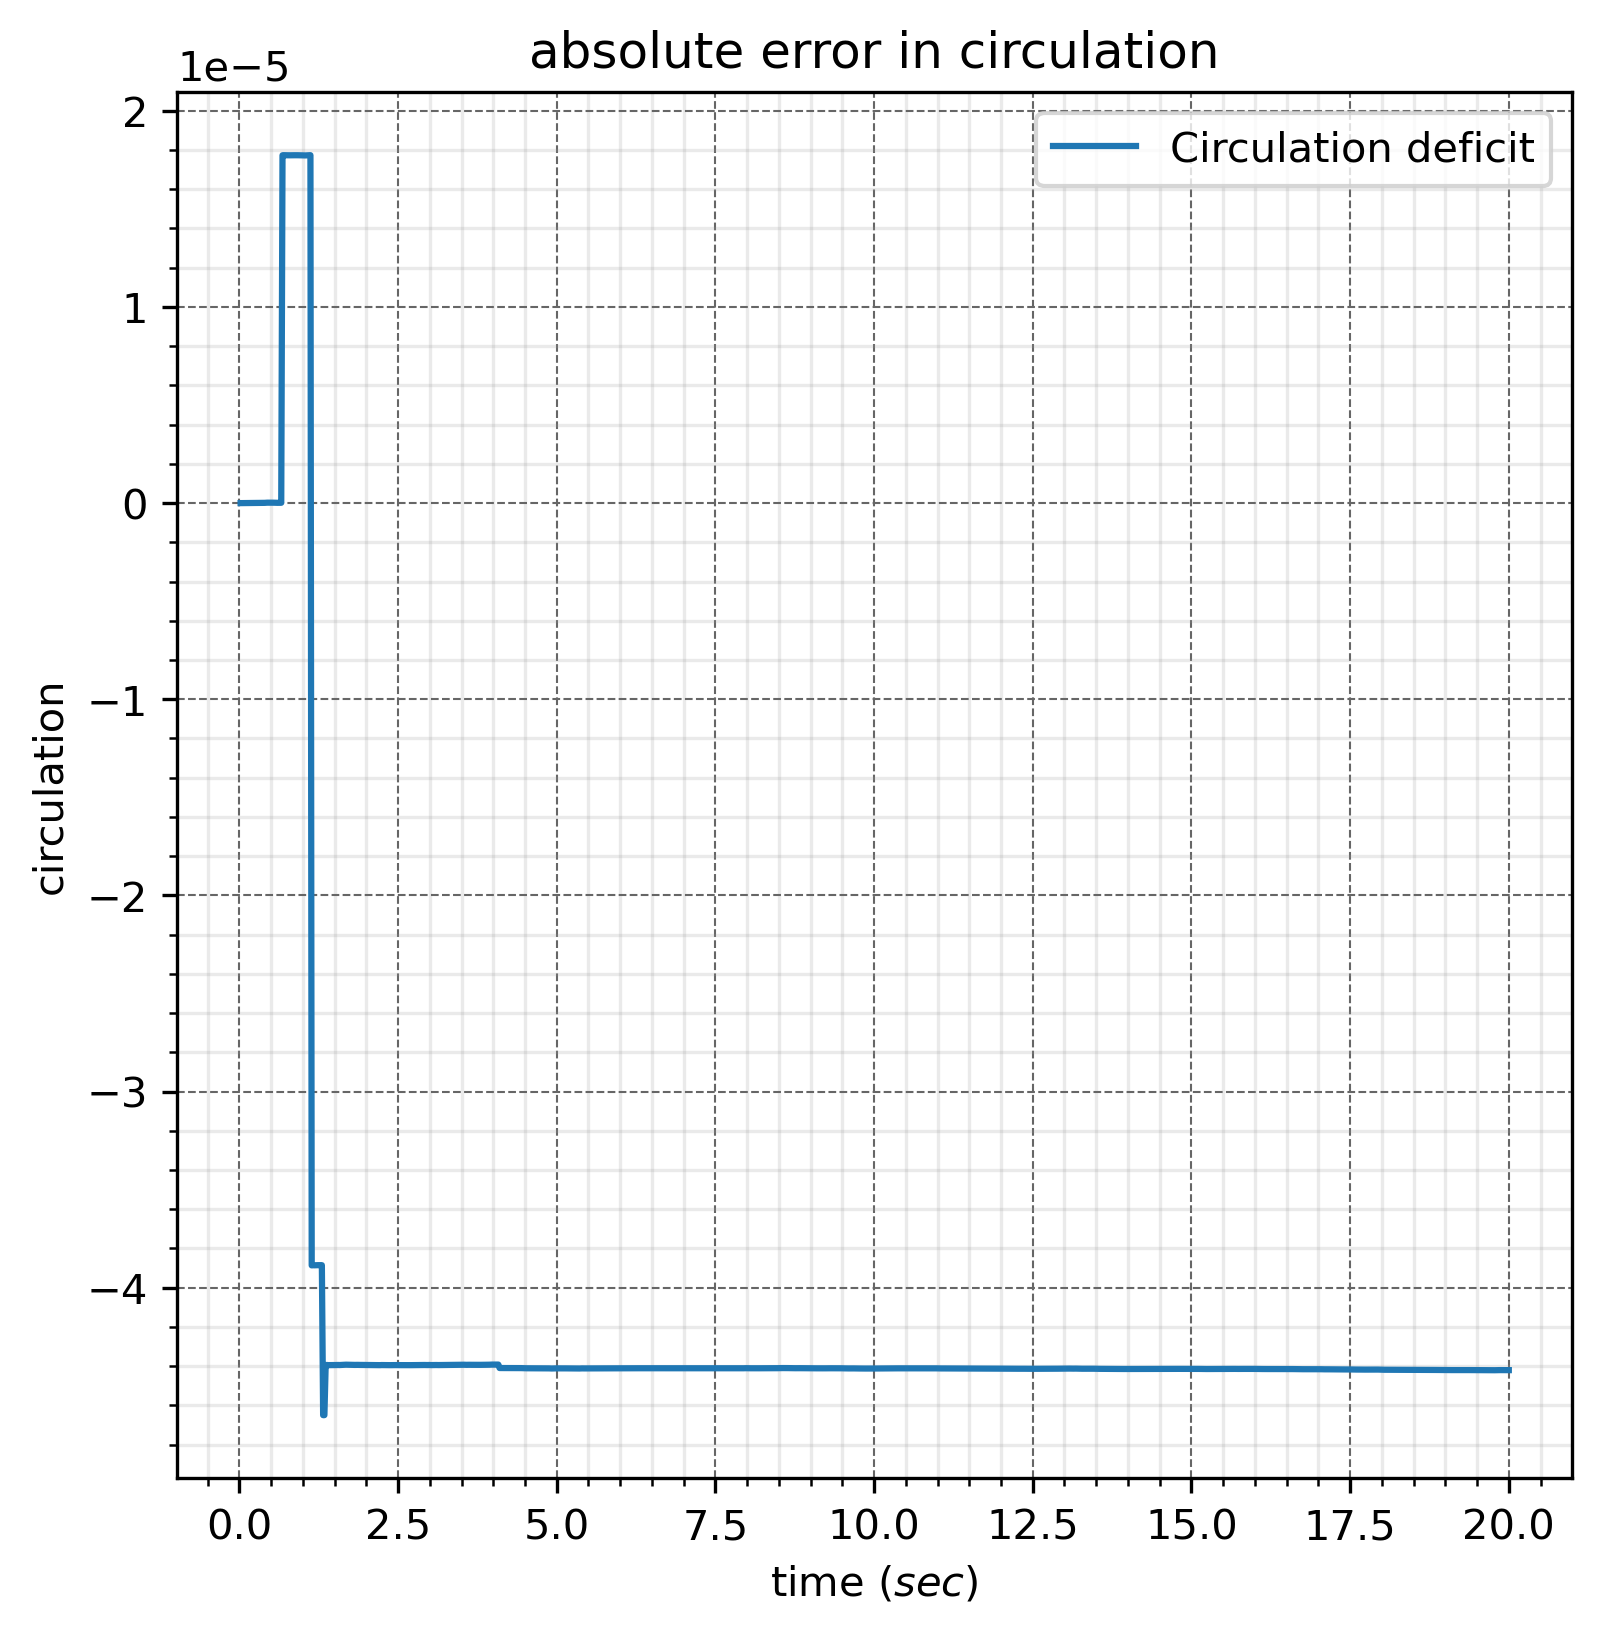 absolute error in circulation
1e−5
Circulation deficit
2
1
0
−1
−2
−3
−4
circulation
0.0 2.5 5.0 7.5 10.0 12.5 15.0 17.5 20.0
time (sec)